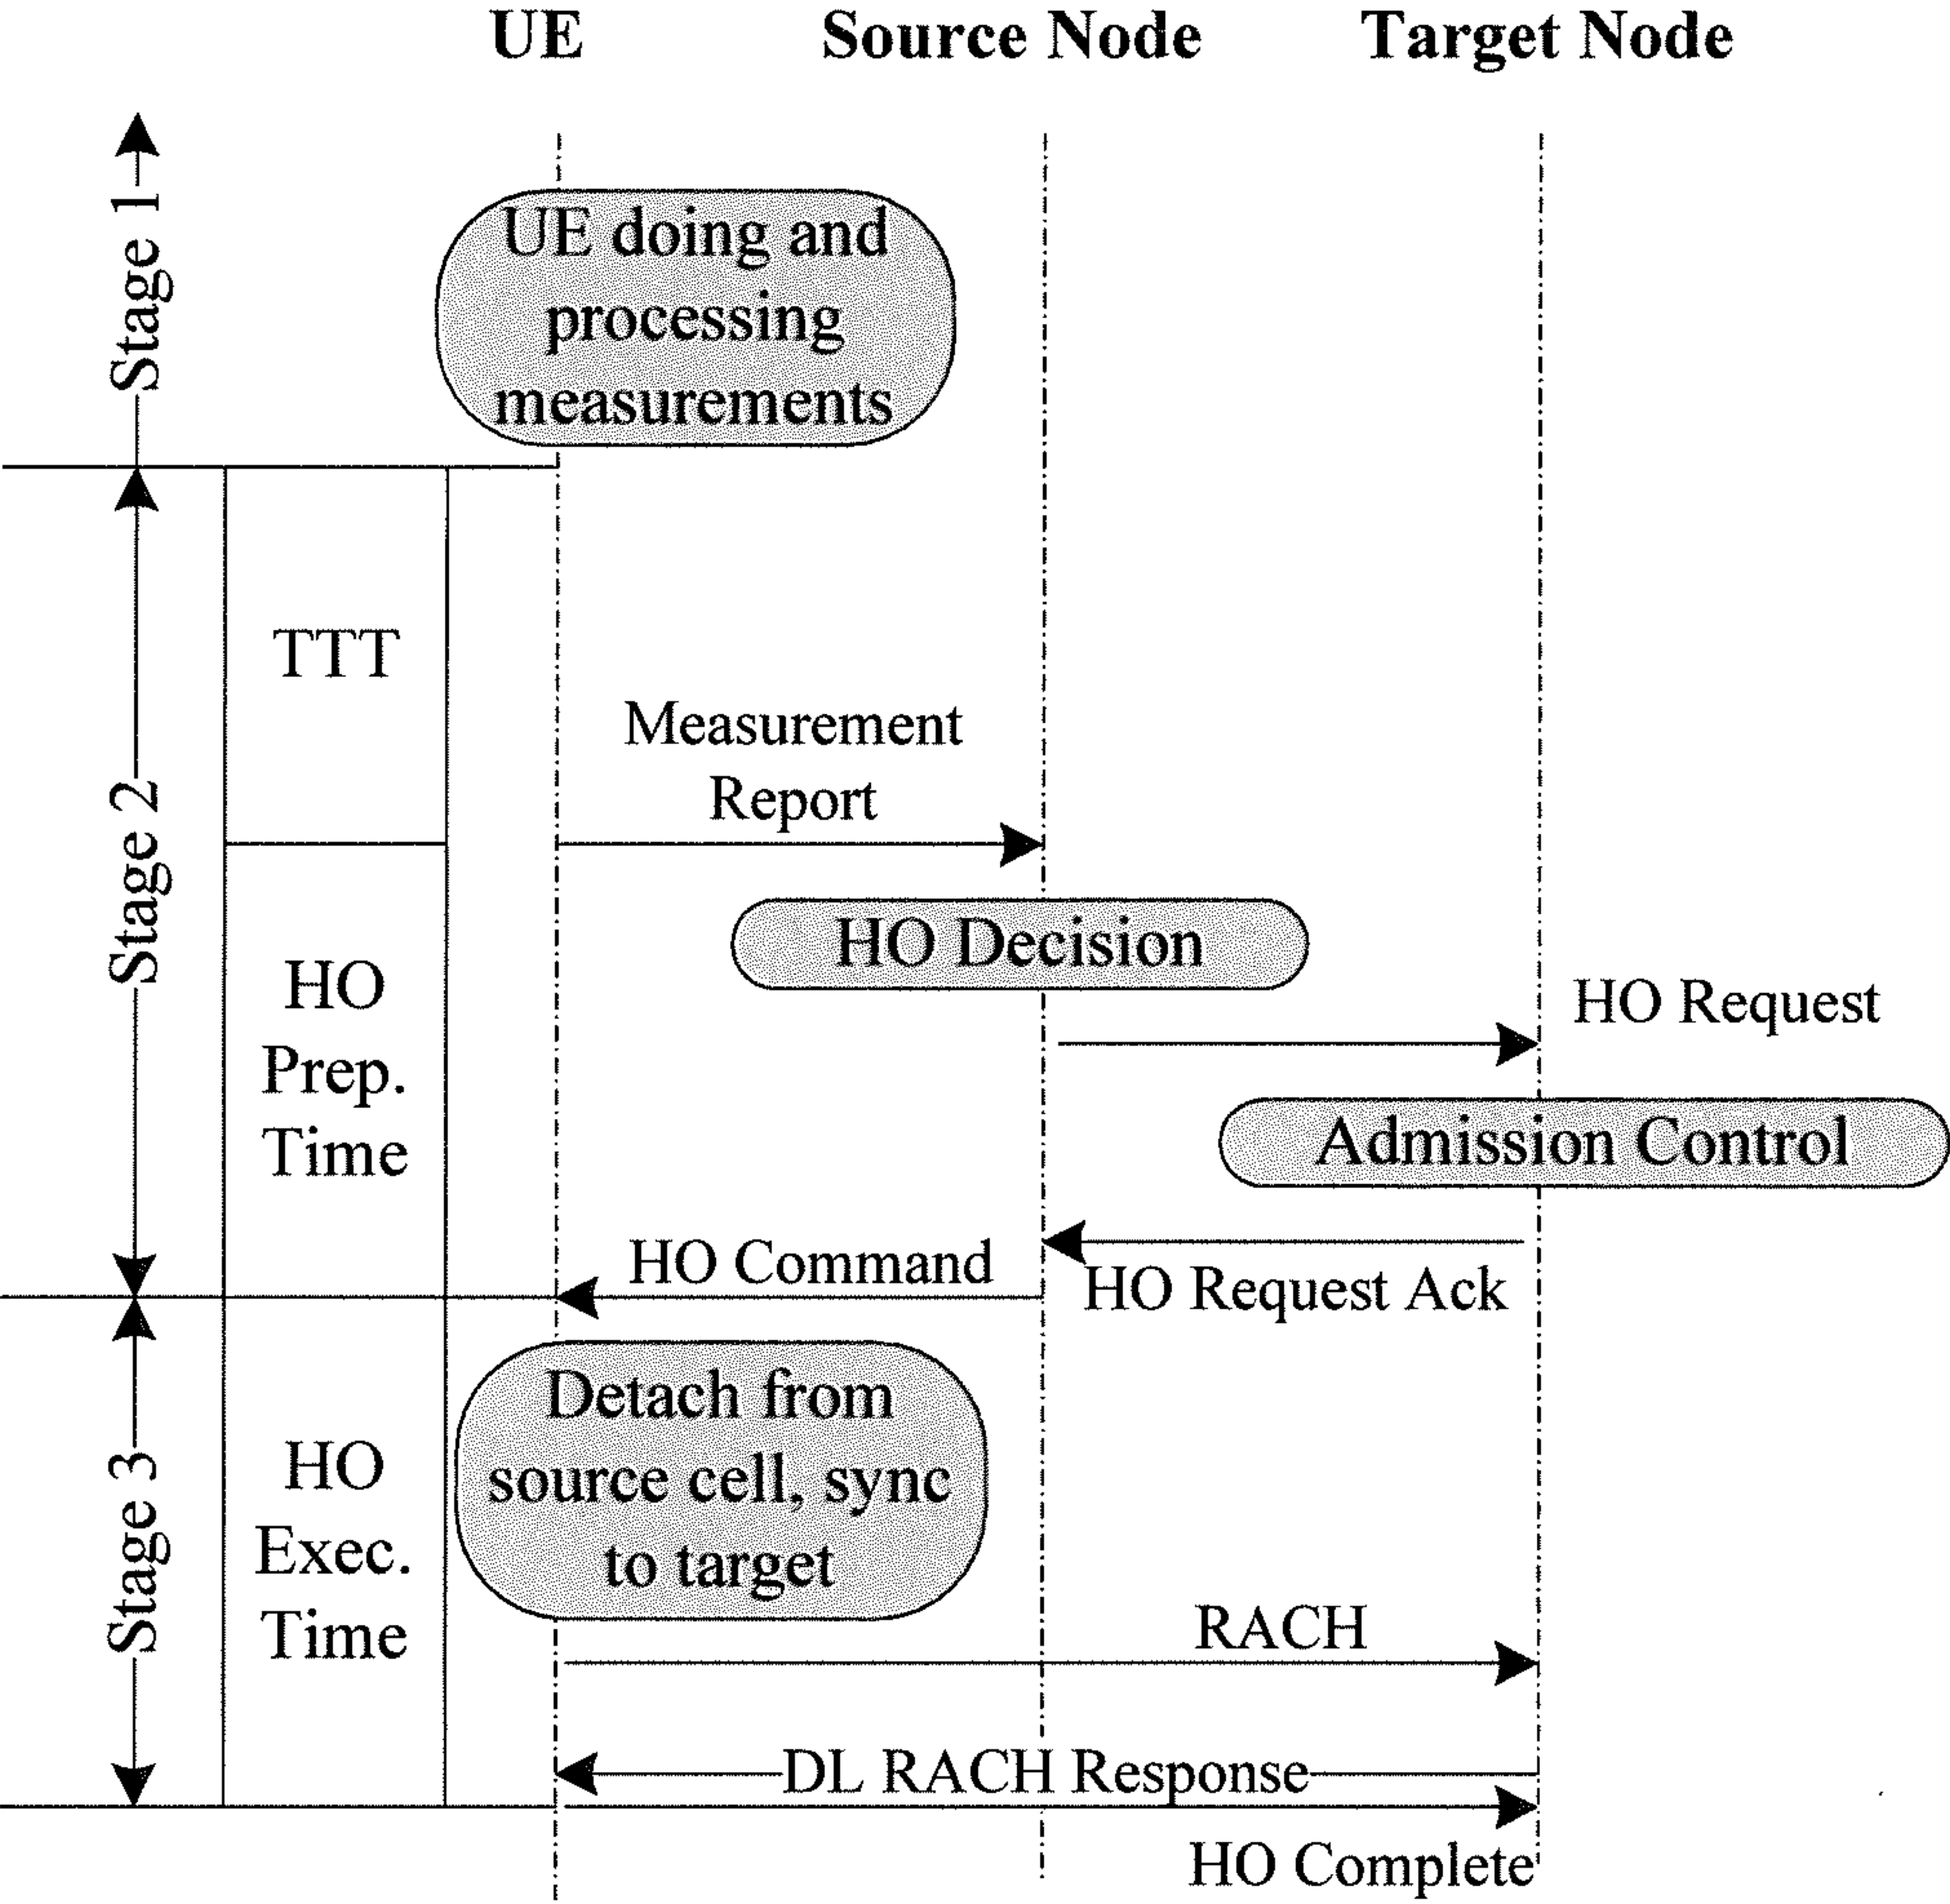 UE Source Node Target Node
Stage 1
UE doing and
processing
measurements
Stage 2
TTT
Measurement
Report
HO
Prep.
Time
HO Decision
HO Request
Admission Control
HO Command
HO Request Ack
Stage 3
HO
Exec.
Time
Detach from
source cell, sync
to target
RACH
DL RACH Response
HO Complete